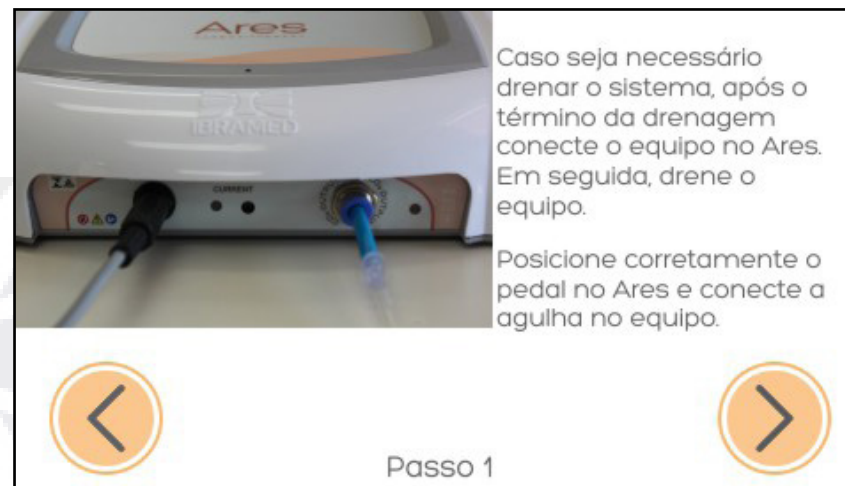 Ares
IBRAMED
CURRENT
Caso seja necessário
drenar o sistema, após o
término da drenagem
conecte o equipo no Ares.
Em seguida, drene o
equipo.
Posicione corretamente o
pedal no Ares e conecte a
agulha no equipo.
Passo 1